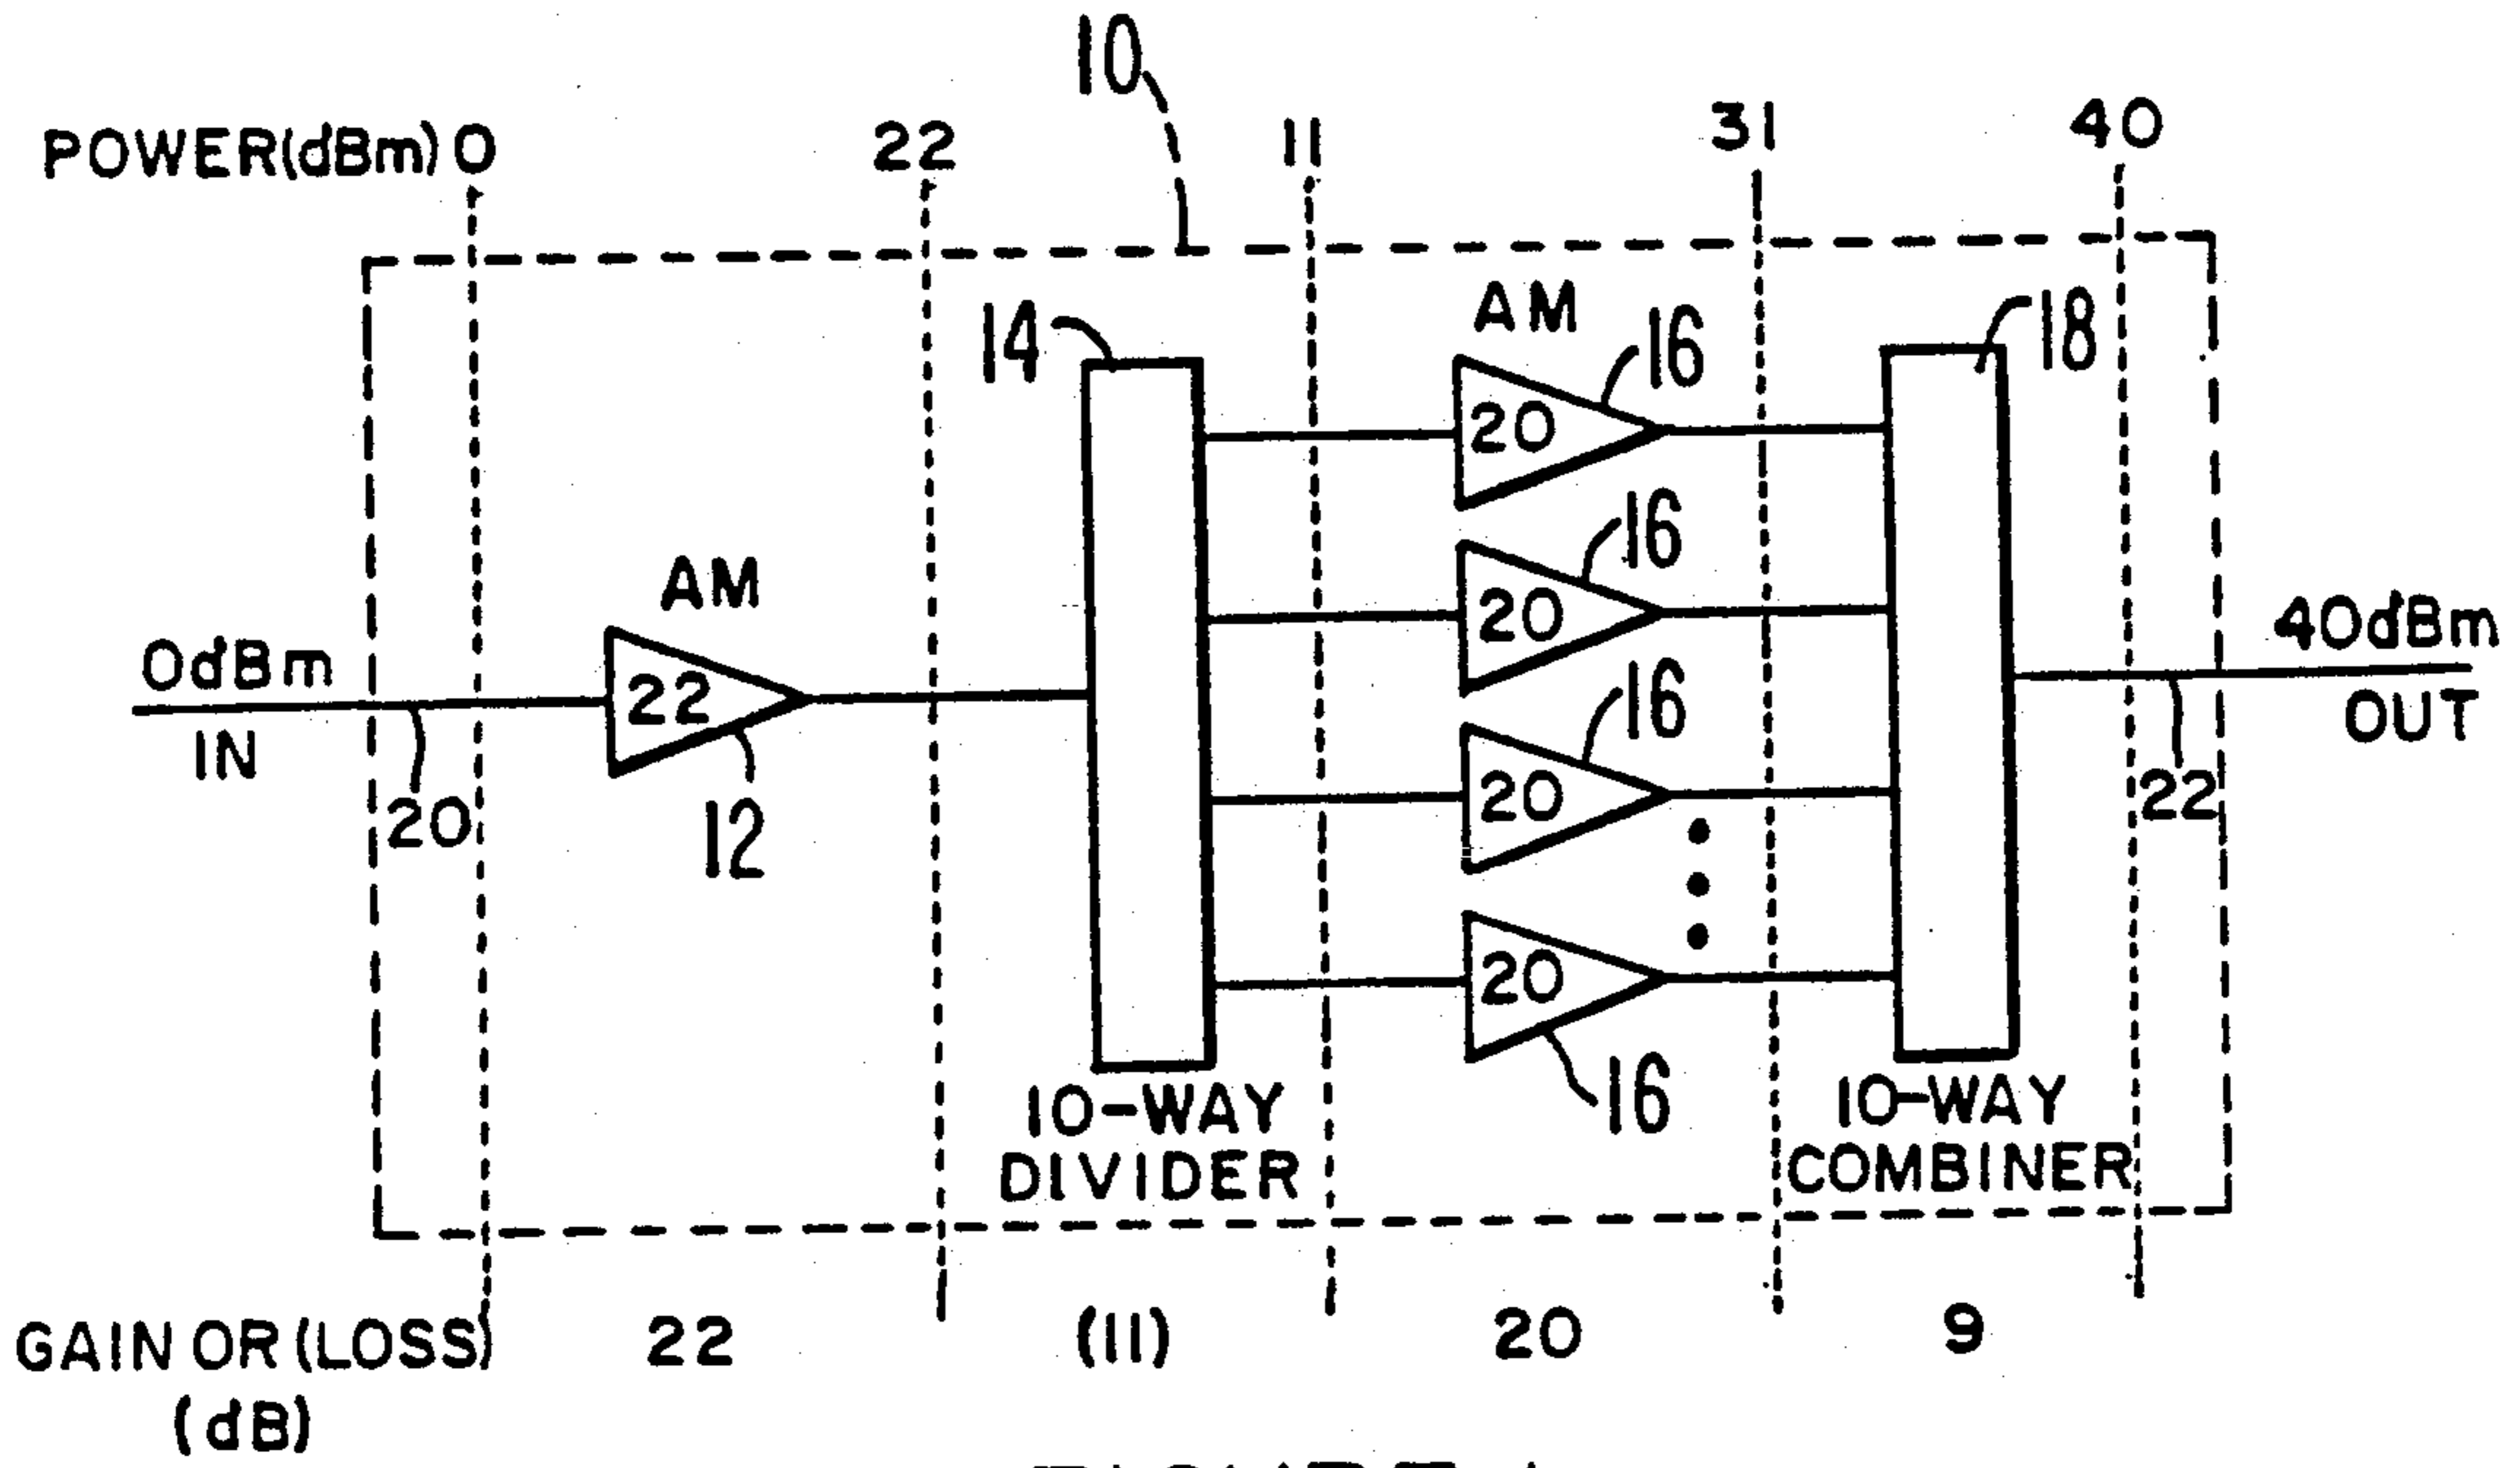 10
POWER(dBm) 0 22 11 31 40
14 AM 16 18
20
16
20
AM
0dBm 22 16 40dBm
IN OUT
20 12 20 22
20
16
10-WAY
DIVIDER
10-WAY
COMBINER
GAIN OR (LOSS) 22 (11) 20 9
(dB)